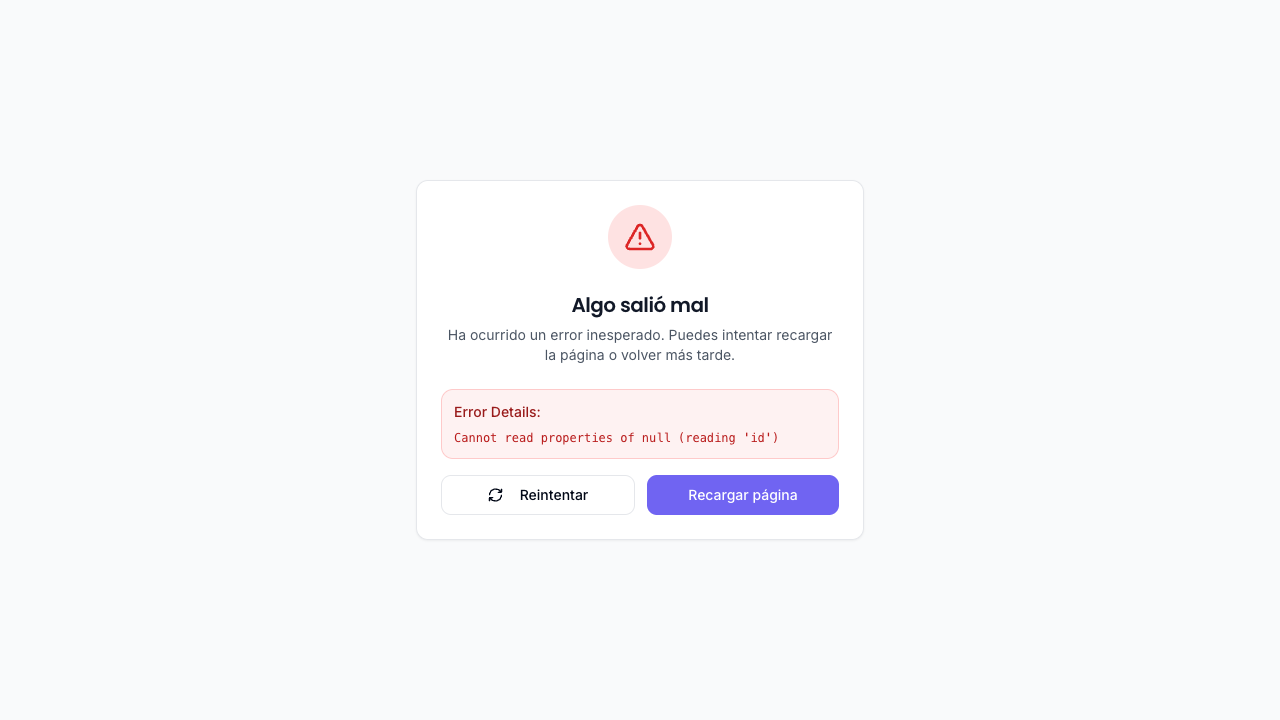 Algo salió mal
Ha ocurrido un error inesperado. Puedes intentar recargar
la página o volver más tarde.
Error Details:
Cannot read properties of null (reading 'id')
Reintentar
Recargar página